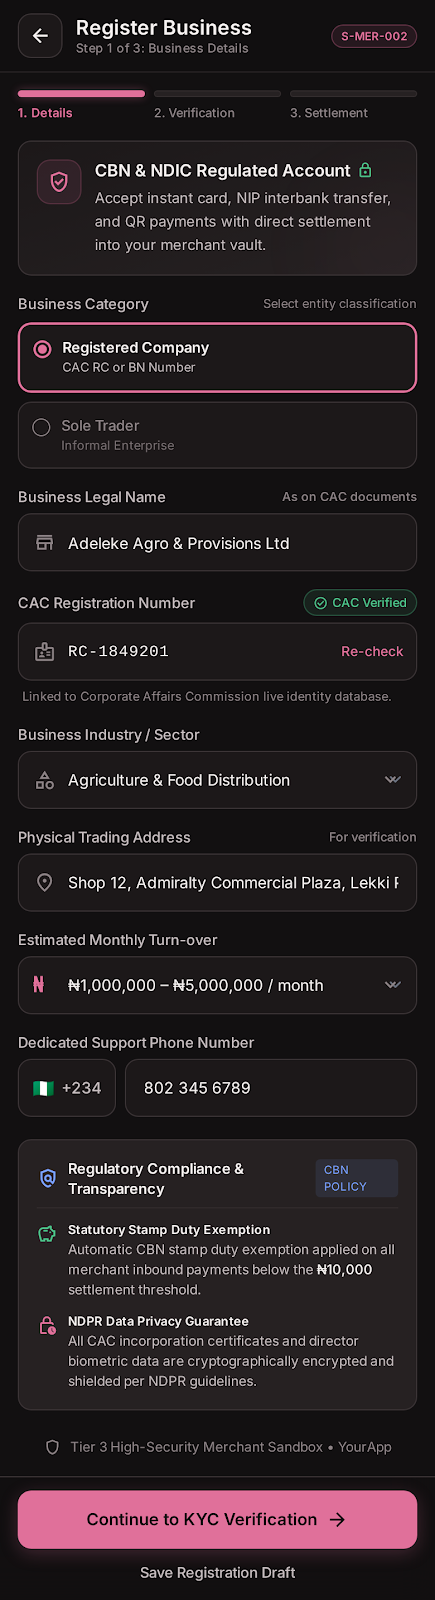 Register Business
Step 1 of 3: Business Details
S-MER-002
1. Details
2. Verification
3. Settlement
CBN & NDIC Regulated Account
Accept instant card, NIP interbank transfer,
and QR payments with direct settlement
into your merchant vault.
Business Category
Select entity classification
Registered Company
CAC RC or BN Number
Sole Trader
Informal Enterprise
Business Legal Name
As on CAC documents
Adeleke Agro & Provisions Ltd
CAC Registration Number
CAC Verified
RC-1849201
Re-check
Linked to Corporate Affairs Commission live identity database.
Business Industry / Sector
Agriculture & Food Distribution
Physical Trading Address
For verification
Shop 12, Admiralty Commercial Plaza, Lekki
Estimated Monthly Turn-over
₦
₦1,000,000 – ₦5,000,000 / month
Dedicated Support Phone Number
+234
802 345 6789
Regulatory Compliance &
Transparency
CBN
POLICY
Statutory Stamp Duty Exemption
Automatic CBN stamp duty exemption applied on all
merchant inbound payments below the ₦10,000
settlement threshold.
NDPR Data Privacy Guarantee
All CAC incorporation certificates and director
biometric data are cryptographically encrypted and
shielded per NDPR guidelines.
Tier 3 High-Security Merchant Sandbox • YourApp
Continue to KYC Verification →
Save Registration Draft